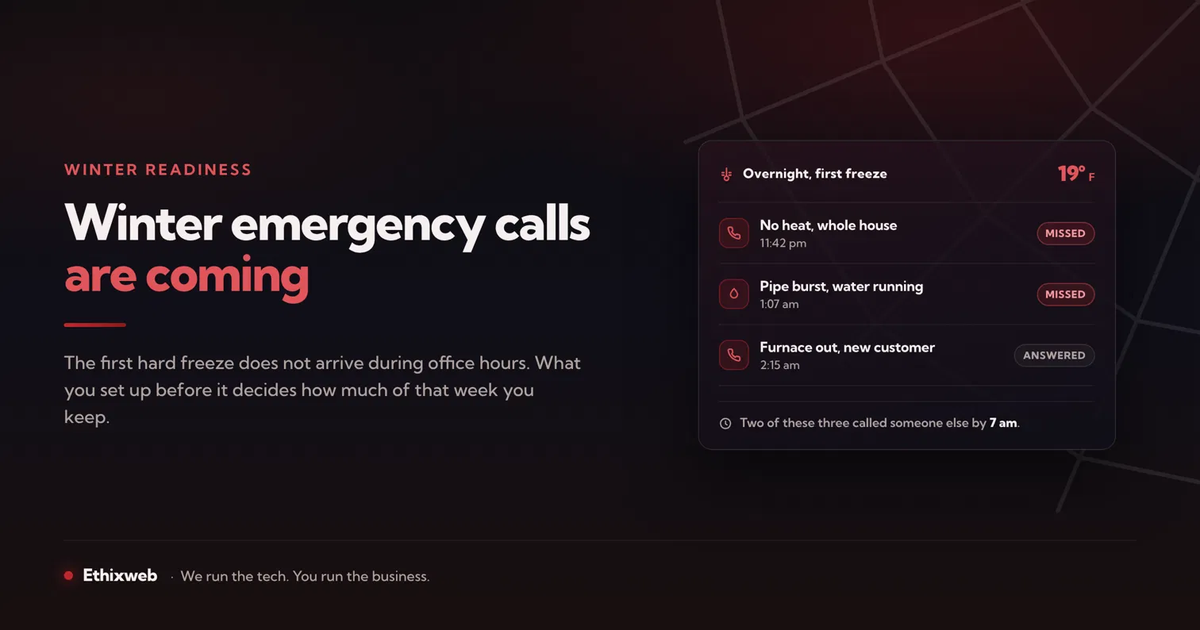 WINTER READINESS
Winter emergency calls
are coming
The first hard freeze does not arrive during office hours. What
you set up before it decides how much of that week you
keep.
Overnight, first freeze
19° F
No heat, whole house
11:42 pm
MISSED
Pipe burst, water running
1:07 am
MISSED
Furnace out, new customer
2:15 am
ANSWERED
Two of these three called someone else by 7 am.
Ethixweb · We run the tech. You run the business.